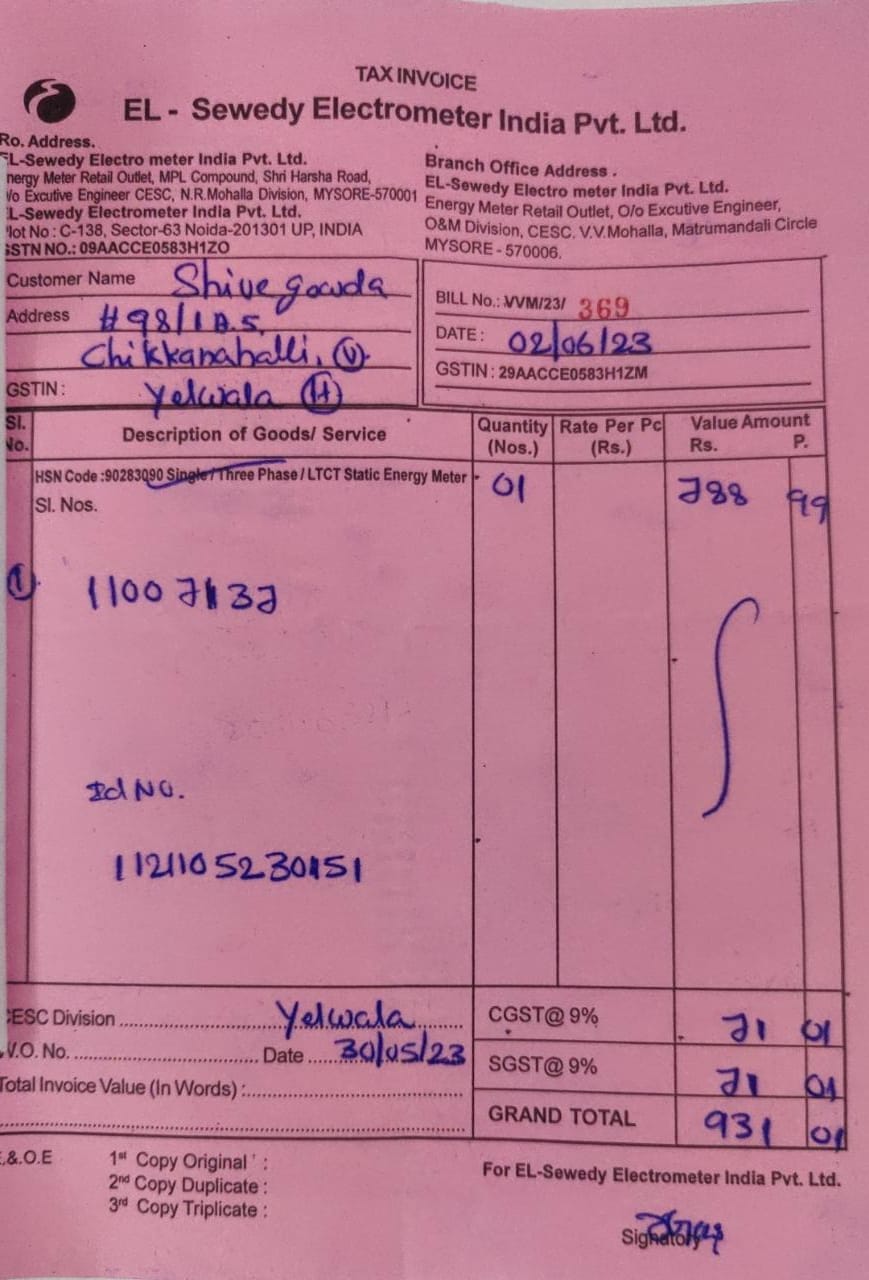 TAX INVOICE
EL - Sewedy Electrometer India Pvt. Ltd.
Ro. Address.
EL-Sewedy Electro meter India Pvt. Ltd.
nergy Meter Retail Outlet, MPL Compound, Shri Harsha Road,
/o Excutive Engineer CESC, N.R.Mohalla Division, MYSORE-570001
L-Sewedy Electrometer India Pvt. Ltd.
lot No : C-138, Sector-63 Noida-201301 UP, INDIA
GSTN NO.: 09AACCE0583H1ZO
Branch Office Address .
EL-Sewedy Electro meter India Pvt. Ltd.
Energy Meter Retail Outlet, O/o Excutive Engineer,
O&M Division, CESC. V.V.Mohalla, Matrumandali Circle
MYSORE - 570006.
Customer Name Shive gowda
Address #98/1 A.5,
Chikkanahalli, (V)
GSTIN : Yelwala (H)
BILL No.: VVM/23/ 369
DATE : 02/06/23
GSTIN : 29AACCE0583H1ZM
Sl. No. Description of Goods/ Service Quantity (Nos.) Rate Per Pc (Rs.) Value Amount Rs. P.
HSN Code :90283090 Single / Three Phase / LTCT Static Energy Meter 01 788 99
Sl. Nos.
1 11007137
Id No.
1121105230151
CESC Division Yelwala
V.O. No. Date 30/05/23
Total Invoice Value (In Words) :
CGST@ 9% 71 01
SGST@ 9% 71 01
GRAND TOTAL 931 01
.&.O.E
1st Copy Original :
2nd Copy Duplicate :
3rd Copy Triplicate :
For EL-Sewedy Electrometer India Pvt. Ltd.
Signatory